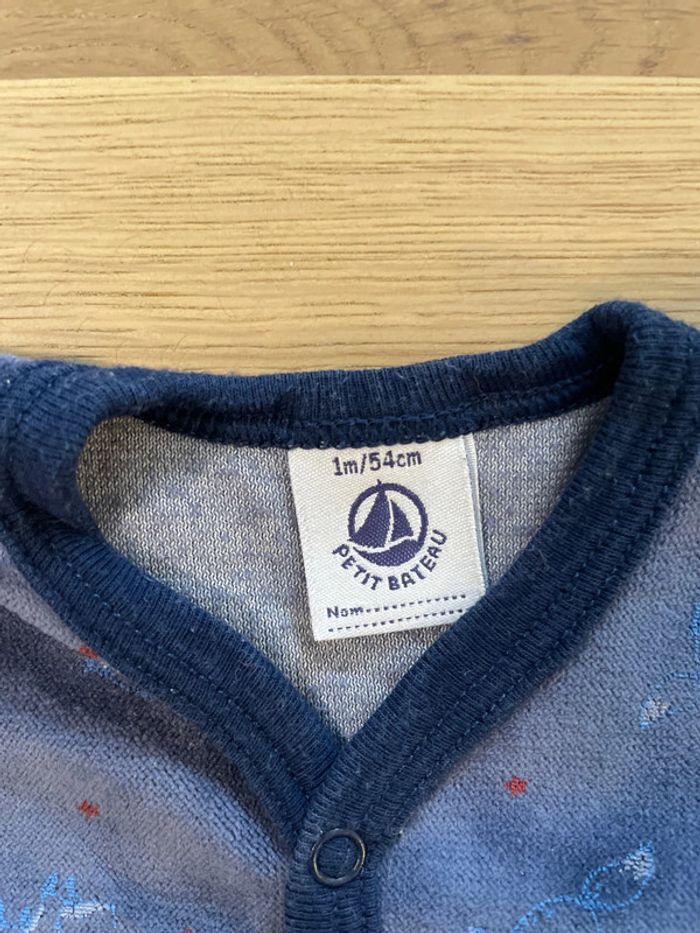 1m/54cm
PETIT BATEAU
Nom..............